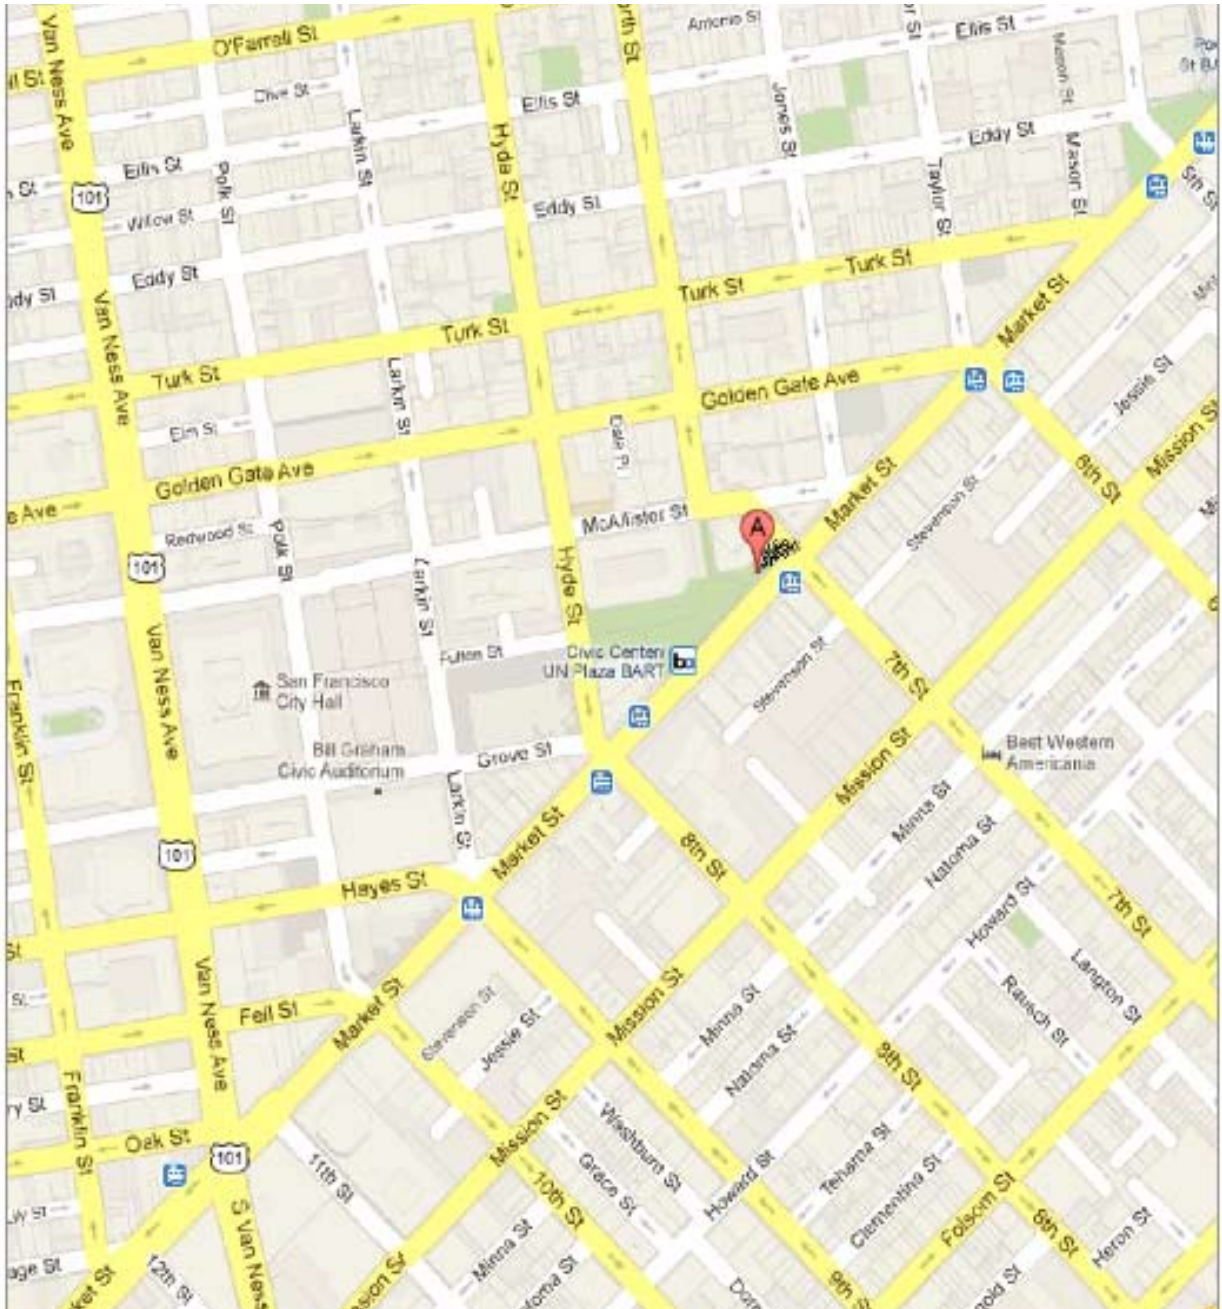 Van Ness Ave
O'Farrell St
Antonio St
Ellis St
Mason St
Olive St
Ellis St
Larkin St
Hyde St
Jones St
Eddy St
Mason St
Taylor St
5th St
Ellis St
Polk St
101
St
Willow St
Eddy St
Eddy St
Turk St
Turk St
Van Ness Ave
Turk St
Market St
Turk St
Larkin St
Golden Gate Ave
Jessie St
Elm St
Mission St
Golden Gate Ave
6th St
Market St
Stevenson St
McAllister St
Redwood St
Polk St
A
101
Hyde St
Larkin St
Fulton St
Civic Center/
UN Plaza BART
Stevenson St
7th St
Van Ness Ave
San Francisco
City Hall
Franklin St
Bill Graham
Civic Auditorium
Grove St
Best Western
Americania
Mission St
Larkin St
Minna St
Natoma St
Market St
8th St
101
Hayes St
7th St
Howard St
St
Van Ness Ave
Langton St
Rausch St
Fell St
Market St
Stevenson St
Jessie St
Mission St
Minna St
Natoma St
8th St
Franklin St
Oak St
101
Mission St
Washburn St
Grace St
Howard St
Tehama St
Clementina St
Folsom St
11th St
10th St
8th St
Heron St
S Van Ness
12th St
Minna St
9th St